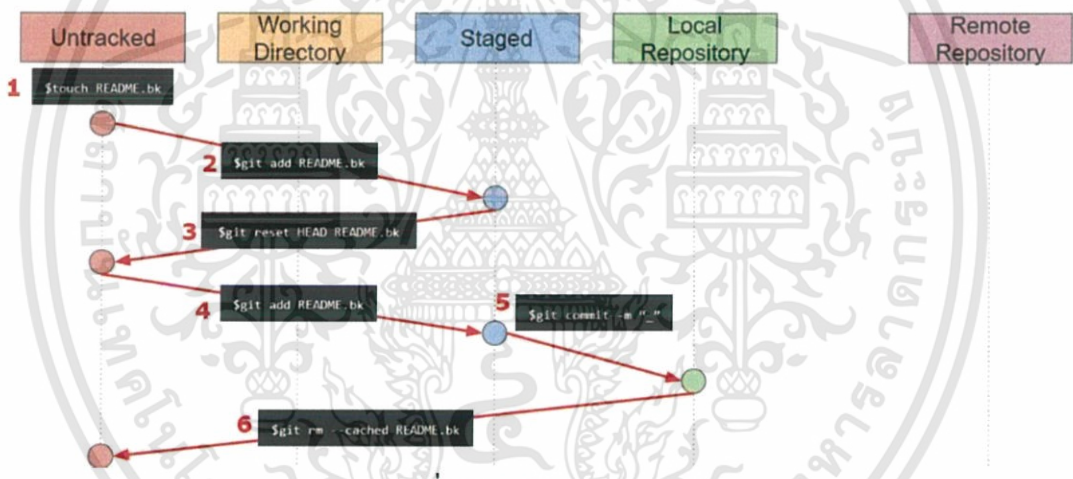 Untracked
Working
Directory
Staged
Local
Repository
Remote
Repository
1
$touch README.bk
2
$git add README.bk
3
$git reset HEAD README.bk
4
$git add README.bk
5
$git commit -m "_"
6
$git rm --cached README.bk